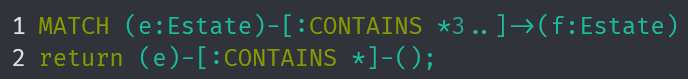 1 MATCH (e:Estate)-[:CONTAINS *3..]->(f:Estate)
2 return (e)-[:CONTAINS *]-();